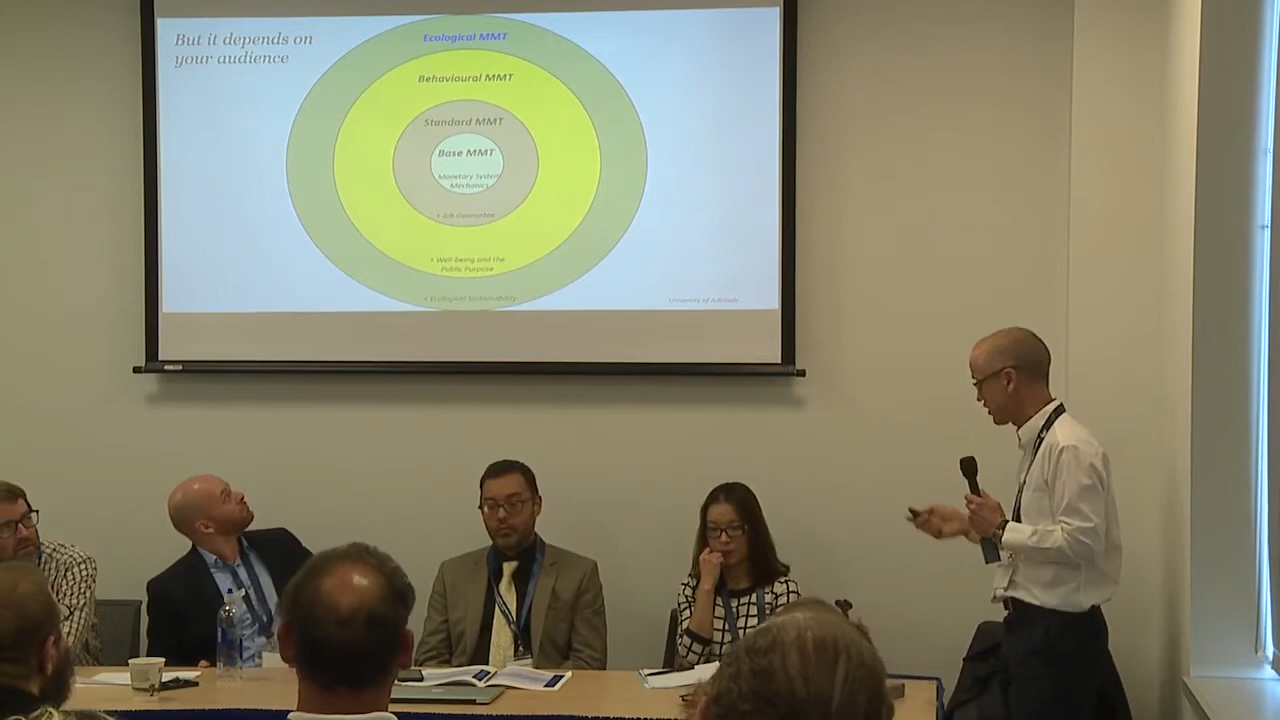 But it depends on
your audience
Ecological MMT
Behavioural MMT
Standard MMT
Base MMT
Monetary System
Mechanics
+ Job Guarantee
+ Well-being and the
Public Purpose
+ Ecological Sustainability
University of Adelaide